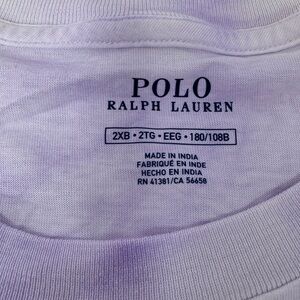 POLO
RALPH LAUREN
2XB • 2TG • EEG • 180/108B
MADE IN INDIA
FABRIQUÉ EN INDE
HECHO EN INDIA
RN 41381/CA 56658